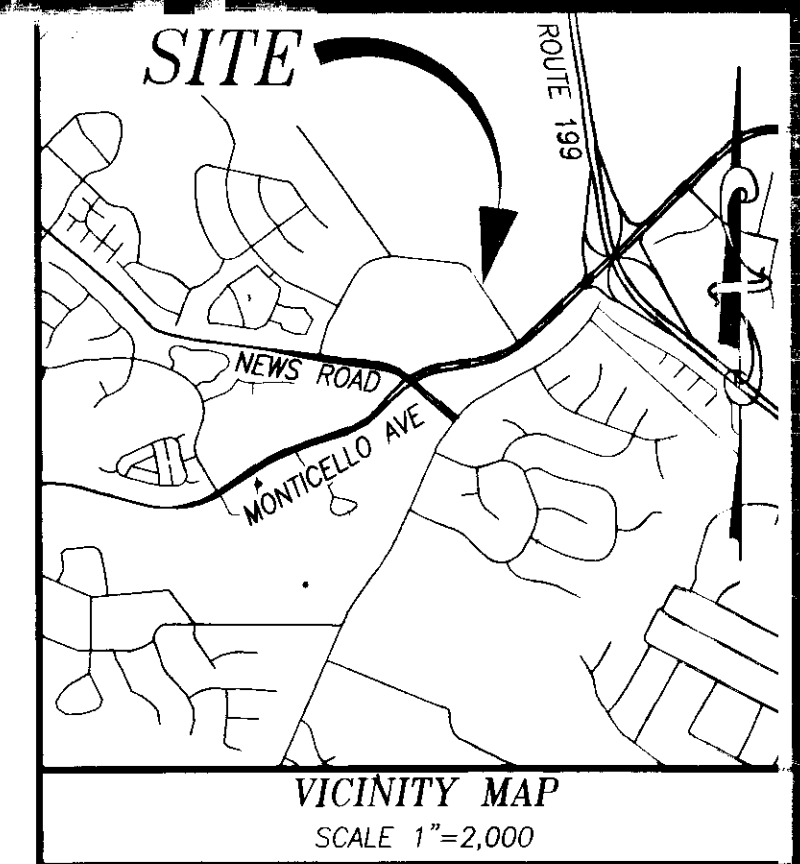 SITE
ROUTE 199
NEWS ROAD
MONTICELLO AVE
VICINITY MAP
SCALE 1"=2,000